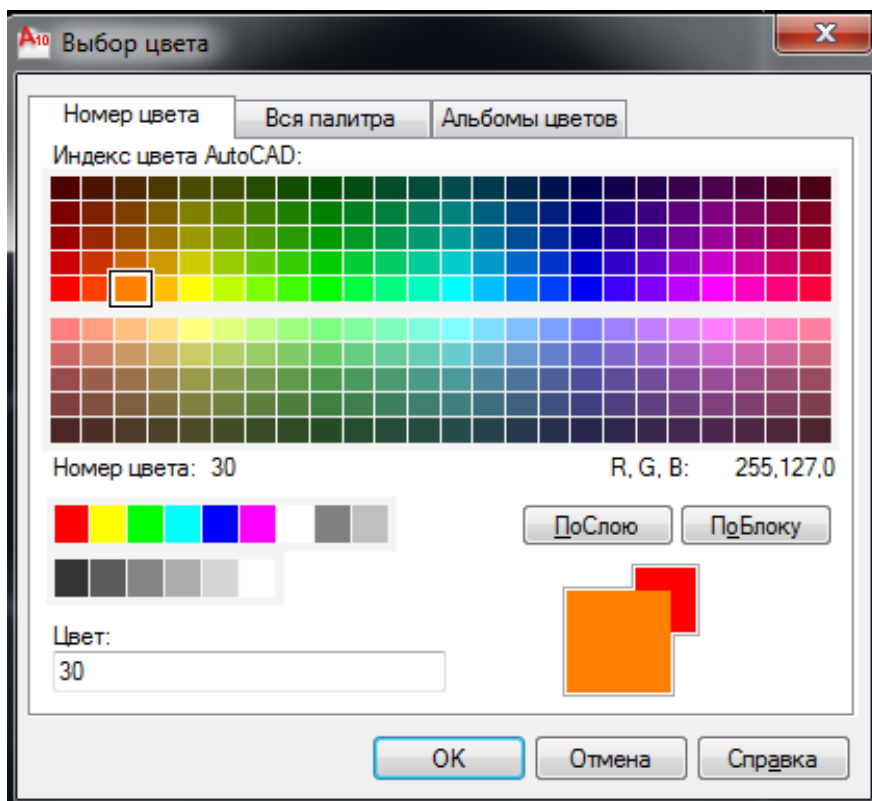 A10 Выбор цвета
Номер цвета Вся палитра Альбомы цветов
Индекс цвета AutoCAD:
Номер цвета: 30 R, G, B: 255,127,0
ПоСлою ПоБлоку
Цвет:
30
OK Отмена Справка